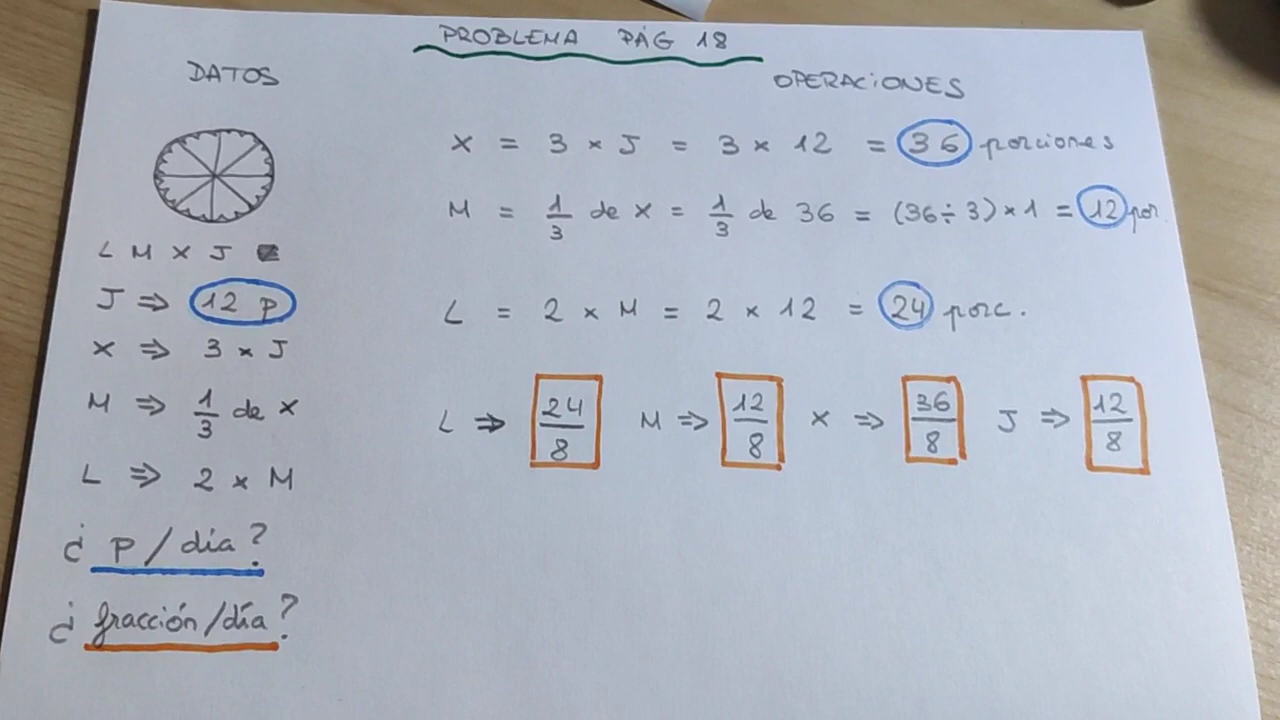 PROBLEMA PÁG 18
DATOS
L M X J
J ⇒ 12 p
X ⇒ 3 × J
M ⇒ 1/3 de X
L ⇒ 2 × M
¿ P / día ?
¿ fracción / día ?
OPERACIONES
X = 3 × J = 3 × 12 = 36 porciones
M = 1/3 de X = 1/3 de 36 = (36 ÷ 3) × 1 = 12 por.
L = 2 × M = 2 × 12 = 24 porc.
L ⇒ 24/8 M ⇒ 12/8 X ⇒ 36/8 J ⇒ 12/8